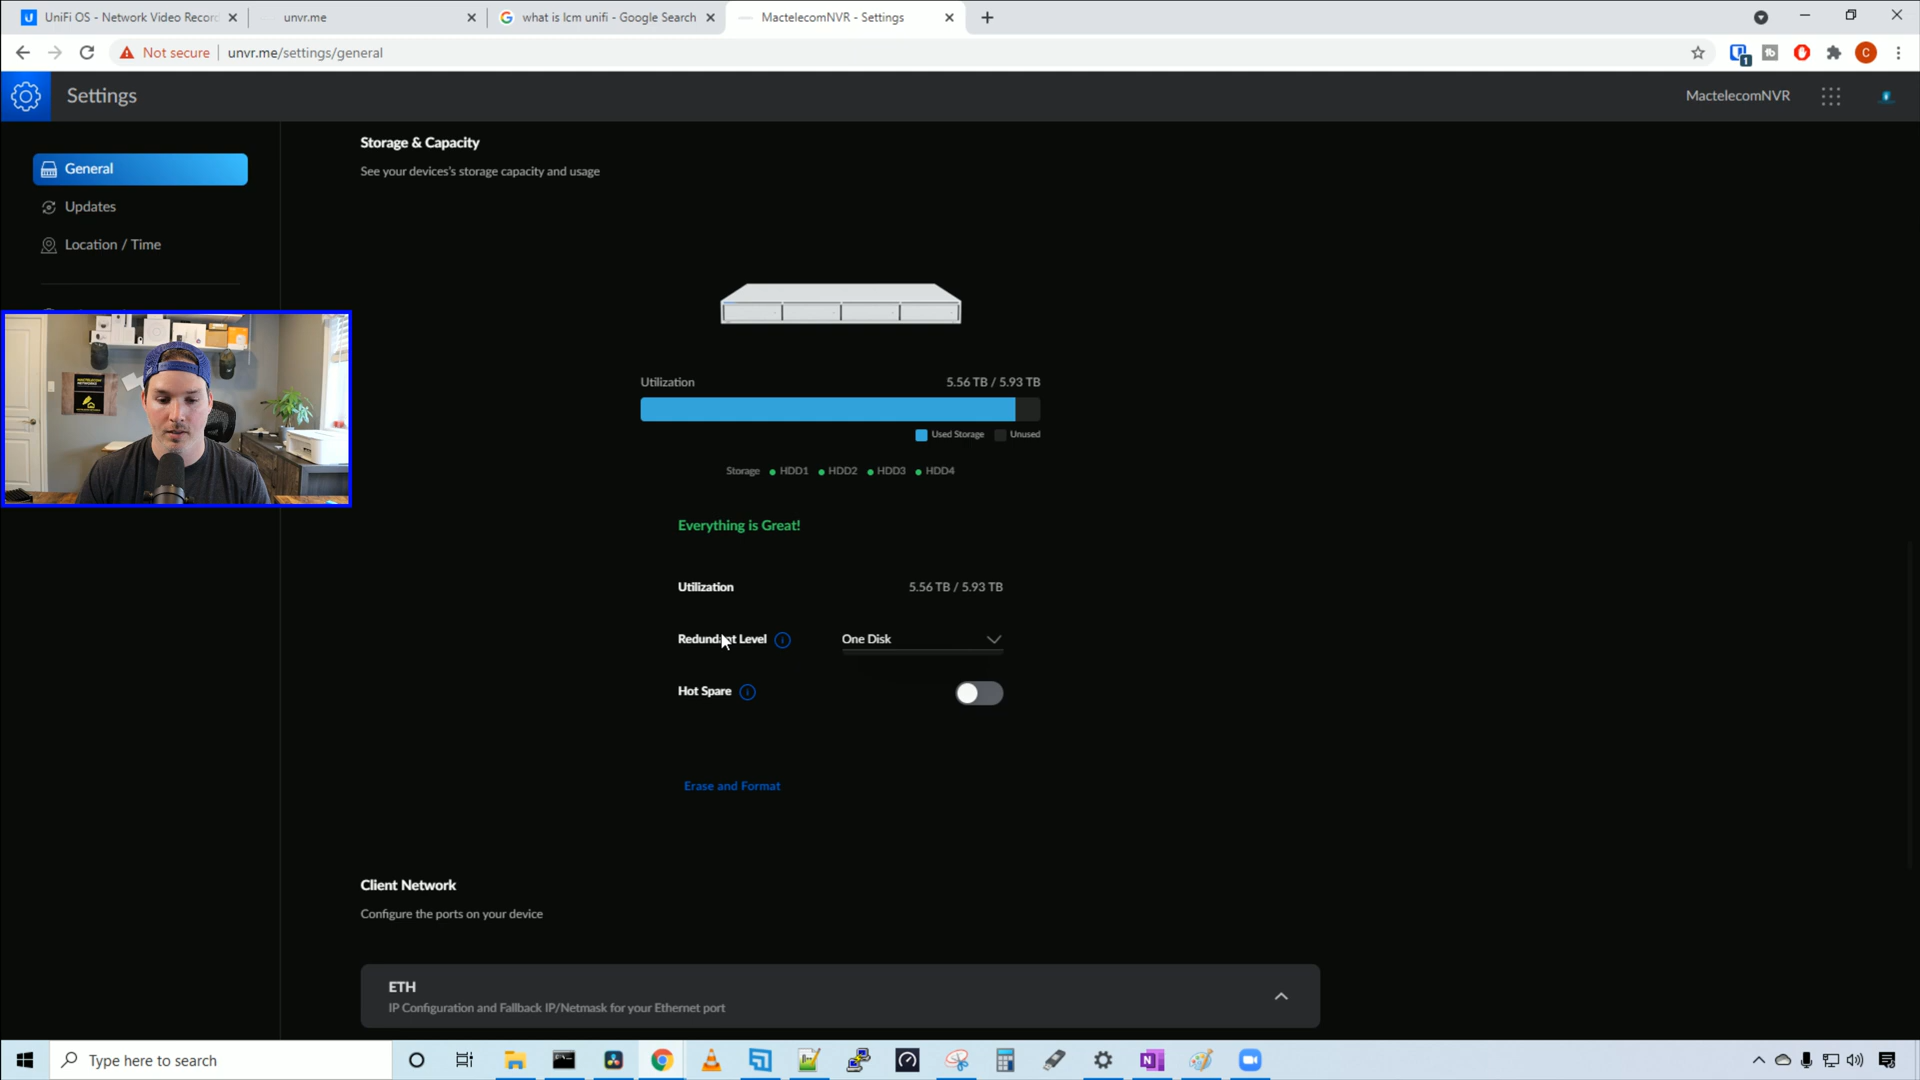 UniFi OS - Network Video Record
unvr.me
what is lcm unifi - Google Search
MactelecomNVR - Settings
Not secure
unvr.me/settings/general
1
tb
C
Settings
MactelecomNVR
General
Updates
Location / Time
Storage & Capacity
See your devices's storage capacity and usage
Utilization
5.56 TB / 5.93 TB
Used Storage
Unused
Storage
HDD1
HDD2
HDD3
HDD4
Everything is Great!
Utilization
5.56 TB / 5.93 TB
Redundant Level
One Disk
Hot Spare
Erase and Format
Client Network
Configure the ports on your device
ETH
IP Configuration and Fallback IP/Netmask for your Ethernet port
Type here to search